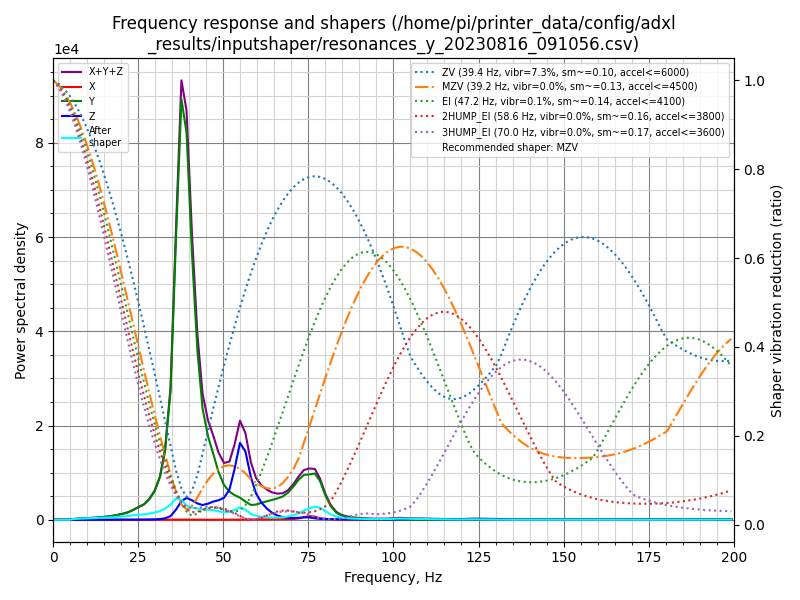 Frequency response and shapers (/home/pi/printer_data/config/adxl
_results/inputshaper/resonances_y_20230816_091056.csv)
1e4
X+Y+Z
X
Y
Z
After
shaper
ZV (39.4 Hz, vibr=7.3%, sm~=0.10, accel<=6000)
MZV (39.2 Hz, vibr=0.0%, sm~=0.13, accel<=4500)
EI (47.2 Hz, vibr=0.1%, sm~=0.14, accel<=4100)
2HUMP_EI (58.6 Hz, vibr=0.0%, sm~=0.16, accel<=3800)
3HUMP_EI (70.0 Hz, vibr=0.0%, sm~=0.17, accel<=3600)
Recommended shaper: MZV
Power spectral density
8
6
4
2
0
1.0
0.8
0.6
0.4
0.2
0.0
Shaper vibration reduction (ratio)
0 25 50 75 100 125 150 175 200
Frequency, Hz